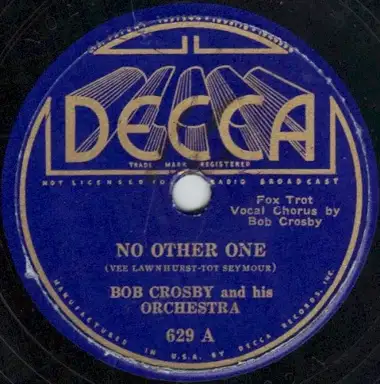 DECCA
TRADE MARK REGISTERED
NOT LICENSED FOR RADIO BROADCAST
Fox Trot
Vocal Chorus by
Bob Crosby
NO OTHER ONE
(VEE LAWNHURST-TOT SEYMOUR)
BOB CROSBY and his
ORCHESTRA
629 A
MANUFACTURED IN U.S.A. BY DECCA RECORDS, INC.